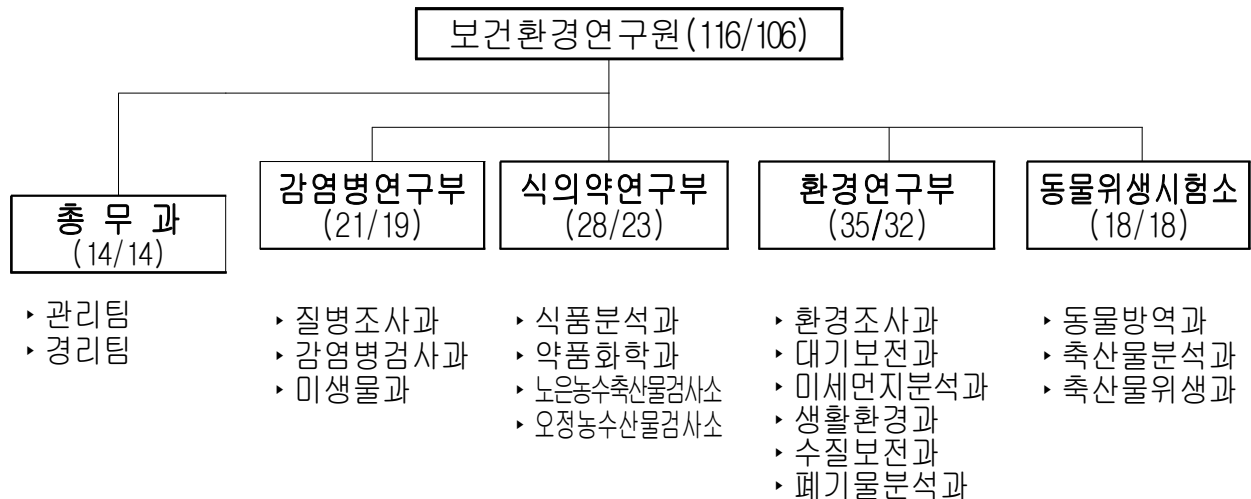 보건환경연구원(116/106)
총 무 과
(14/14)
‣ 관리팀
‣ 경리팀
감염병연구부
(21/19)
‣ 질병조사과
‣ 감염병검사과
‣ 미생물과
식의약연구부
(28/23)
‣ 식품분석과
‣ 약품화학과
‣ 노은농수축산물검사소
‣ 오정농수산물검사소
환경연구부
(35/32)
‣ 환경조사과
‣ 대기보전과
‣ 미세먼지분석과
‣ 생활환경과
‣ 수질보전과
‣ 폐기물분석과
동물위생시험소
(18/18)
‣ 동물방역과
‣ 축산물분석과
‣ 축산물위생과